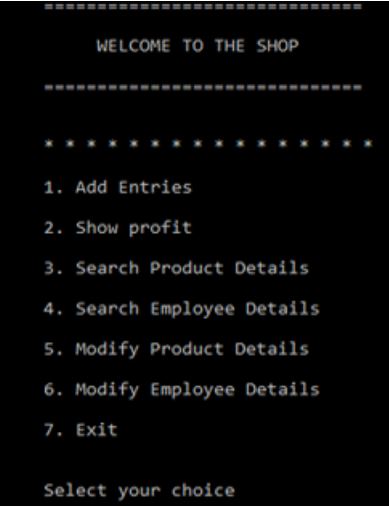 ==============================
WELCOME TO THE SHOP
==============================
* * * * * * * * * * * * * * * *
1. Add Entries
2. Show profit
3. Search Product Details
4. Search Employee Details
5. Modify Product Details
6. Modify Employee Details
7. Exit
Select your choice